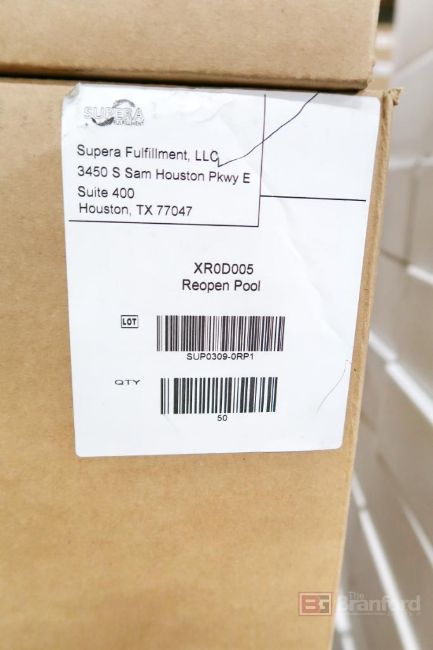 SUPERA
Supera Fulfillment, LLC
3450 S Sam Houston Pkwy E
Suite 400
Houston, TX 77047
XR0D005
Reopen Pool
LOT
SUP0309-0RP1
QTY
50
BG The Branford